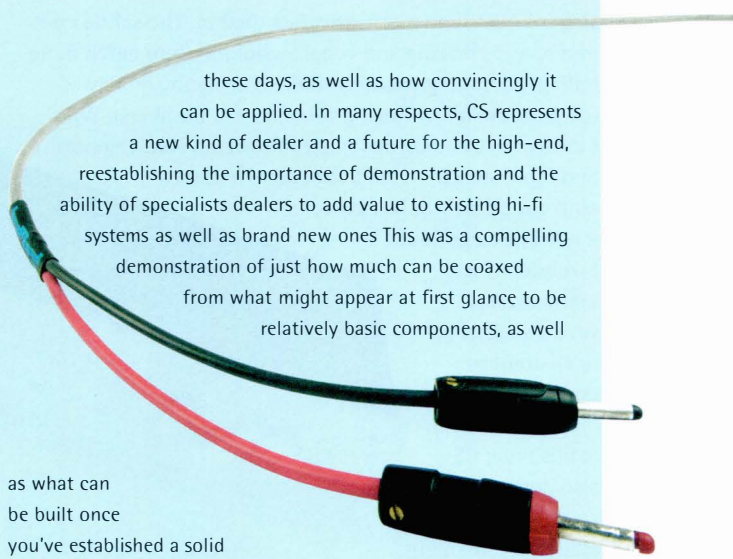 these days, as well as how convincingly it
can be applied. In many respects, CS represents
a new kind of dealer and a future for the high-end,
reestablishing the importance of demonstration and the
ability of specialists dealers to add value to existing hi-fi
systems as well as brand new ones This was a compelling
demonstration of just how much can be coaxed
from what might appear at first glance to be
relatively basic components, as well
as what can
be built once
you've established a solid